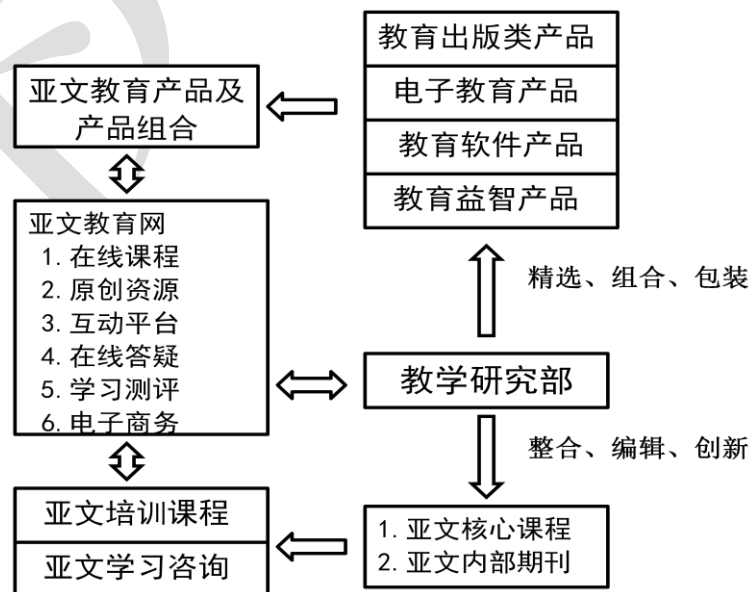 教育出版类产品
电子教育产品
教育软件产品
教育益智产品
亚文教育产品及
产品组合
亚文教育网
1. 在线课程
2. 原创资源
3. 互动平台
4. 在线答疑
5. 学习测评
6. 电子商务
精选、组合、包装
教学研究部
整合、编辑、创新
亚文培训课程
亚文学习咨询
1. 亚文核心课程
2. 亚文内部期刊